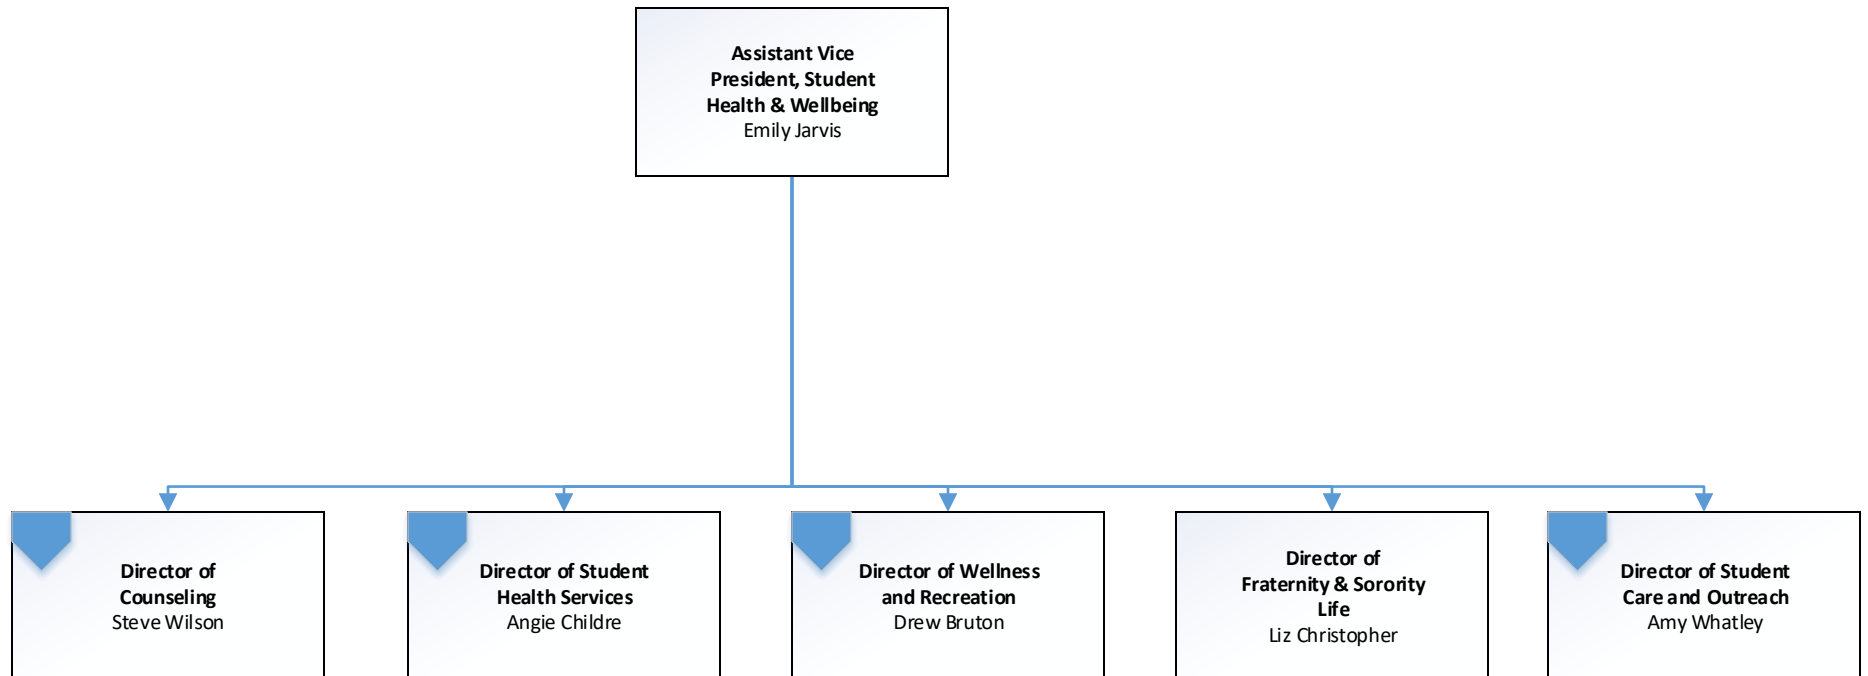 Assistant Vice
President, Student
Health & Wellbeing
Emily Jarvis
Director of
Counseling
Steve Wilson
Director of Student
Health Services
Angie Childre
Director of Wellness
and Recreation
Drew Bruton
Director of
Fraternity & Sorority
Life
Liz Christopher
Director of Student
Care and Outreach
Amy Whatley